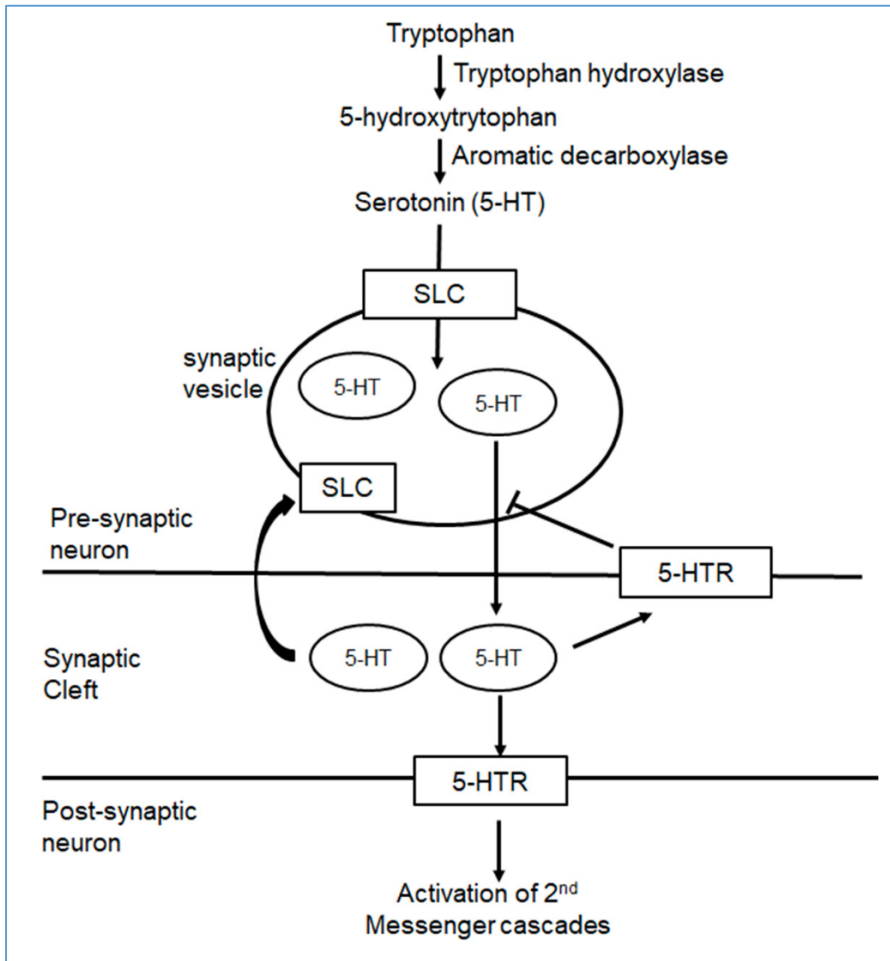 Tryptophan
Tryptophan hydroxylase
5-hydroxytrytophan
Aromatic decarboxylase
Serotonin (5-HT)
SLC
synaptic
vesicle
5-HT
5-HT
SLC
Pre-synaptic
neuron
5-HTR
Synaptic
Cleft
5-HT
5-HT
5-HTR
Post-synaptic
neuron
Activation of 2nd
Messenger cascades